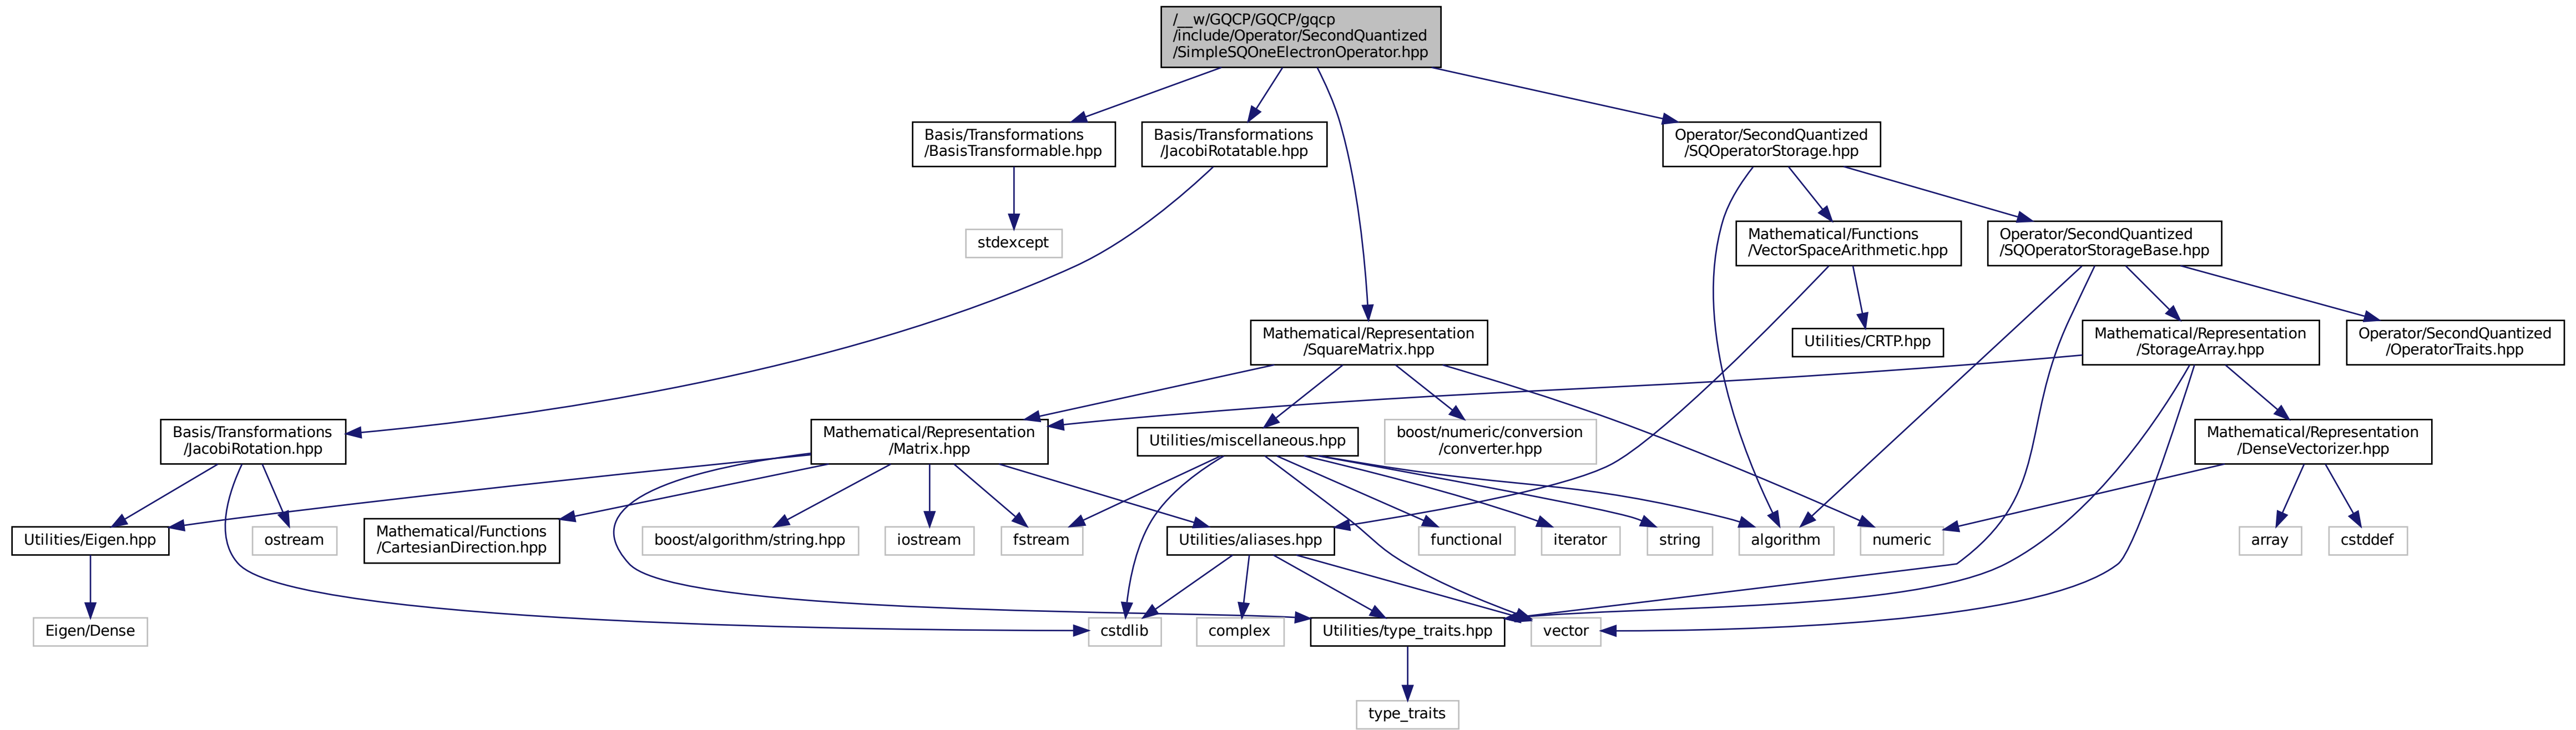 /__w/GQCP/GQCP/gqcp
/include/Operator/SecondQuantized
/SimpleSQOneElectronOperator.hpp
Basis/Transformations
/BasisTransformable.hpp
Basis/Transformations
/JacobiRotatable.hpp
Operator/SecondQuantized
/SQOperatorStorage.hpp
stdexcept
Mathematical/Functions
/VectorSpaceArithmetic.hpp
Operator/SecondQuantized
/SQOperatorStorageBase.hpp
Mathematical/Representation
/SquareMatrix.hpp
Utilities/CRTP.hpp
Mathematical/Representation
/StorageArray.hpp
Operator/SecondQuantized
/OperatorTraits.hpp
Basis/Transformations
/JacobiRotation.hpp
Mathematical/Representation
/Matrix.hpp
Utilities/miscellaneous.hpp
boost/numeric/conversion
/converter.hpp
Mathematical/Representation
/DenseVectorizer.hpp
Utilities/Eigen.hpp
ostream
Mathematical/Functions
/CartesianDirection.hpp
boost/algorithm/string.hpp
iostream
fstream
Utilities/aliases.hpp
functional
iterator
string
algorithm
numeric
array
cstddef
Eigen/Dense
cstdlib
complex
Utilities/type_traits.hpp
vector
type_traits